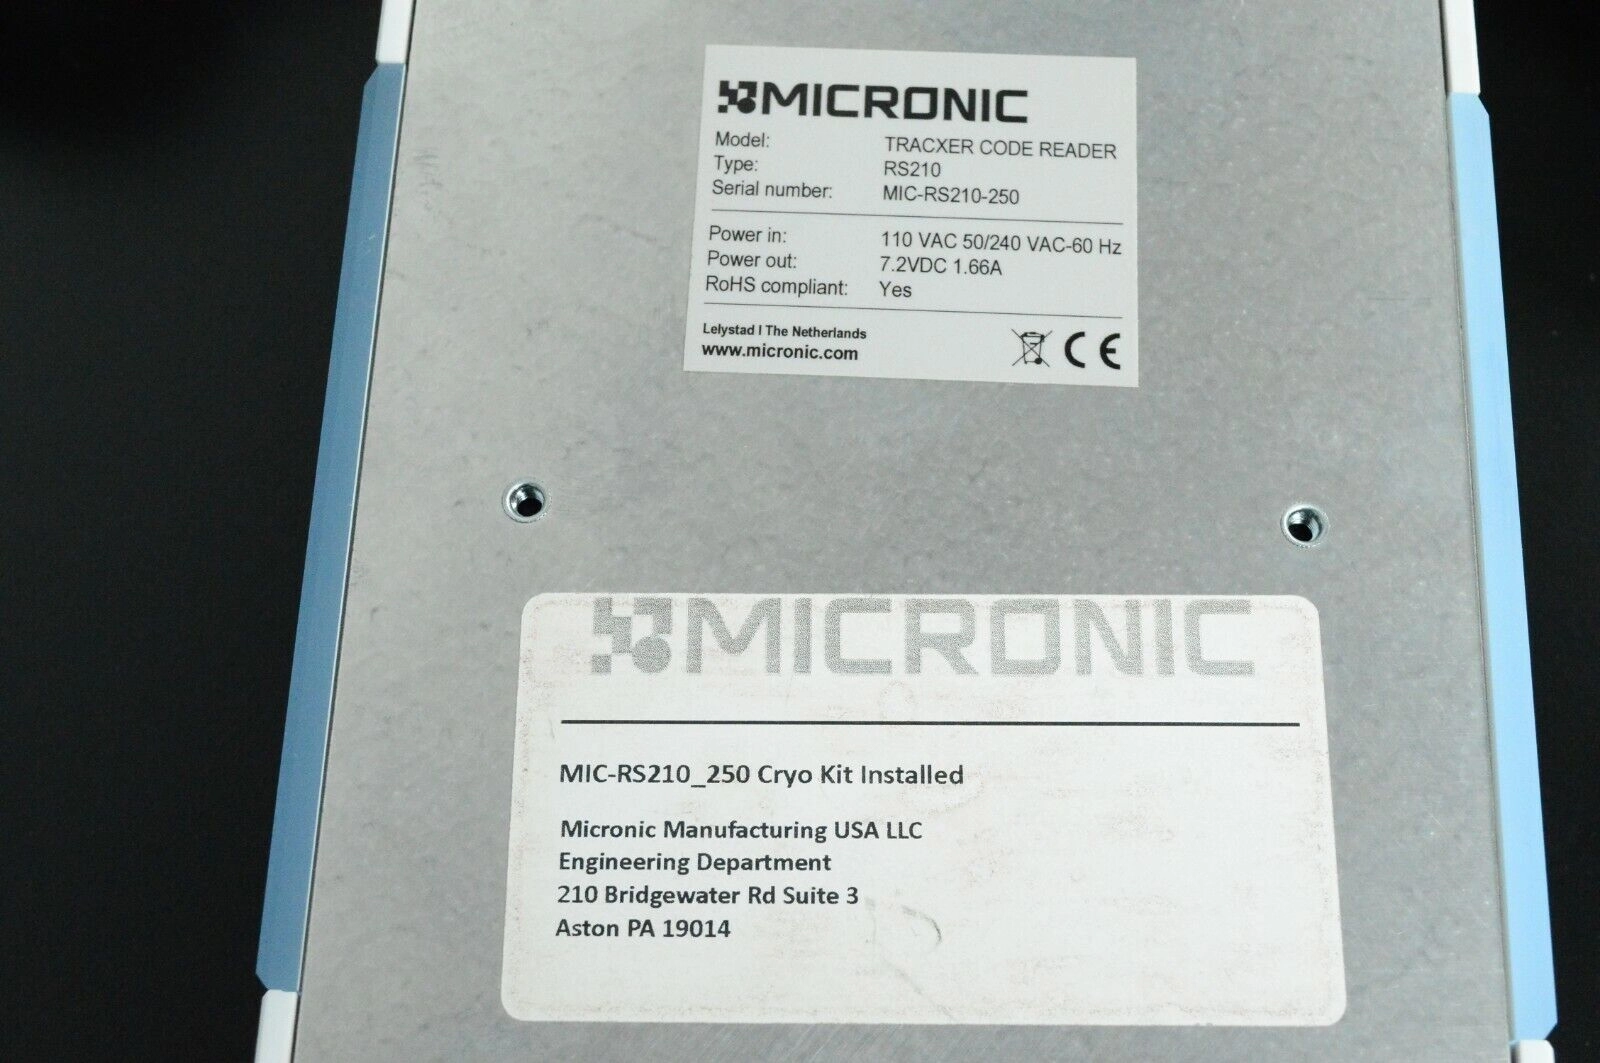 MICRONIC
Model: TRACXER CODE READER
Type: RS210
Serial number: MIC-RS210-250
Power in: 110 VAC 50/240 VAC-60 Hz
Power out: 7.2VDC 1.66A
RoHS compliant: Yes
Lelystad I The Netherlands
www.micronic.com
CE
MICRONIC
MIC-RS210_250 Cryo Kit Installed
Micronic Manufacturing USA LLC
Engineering Department
210 Bridgewater Rd Suite 3
Aston PA 19014